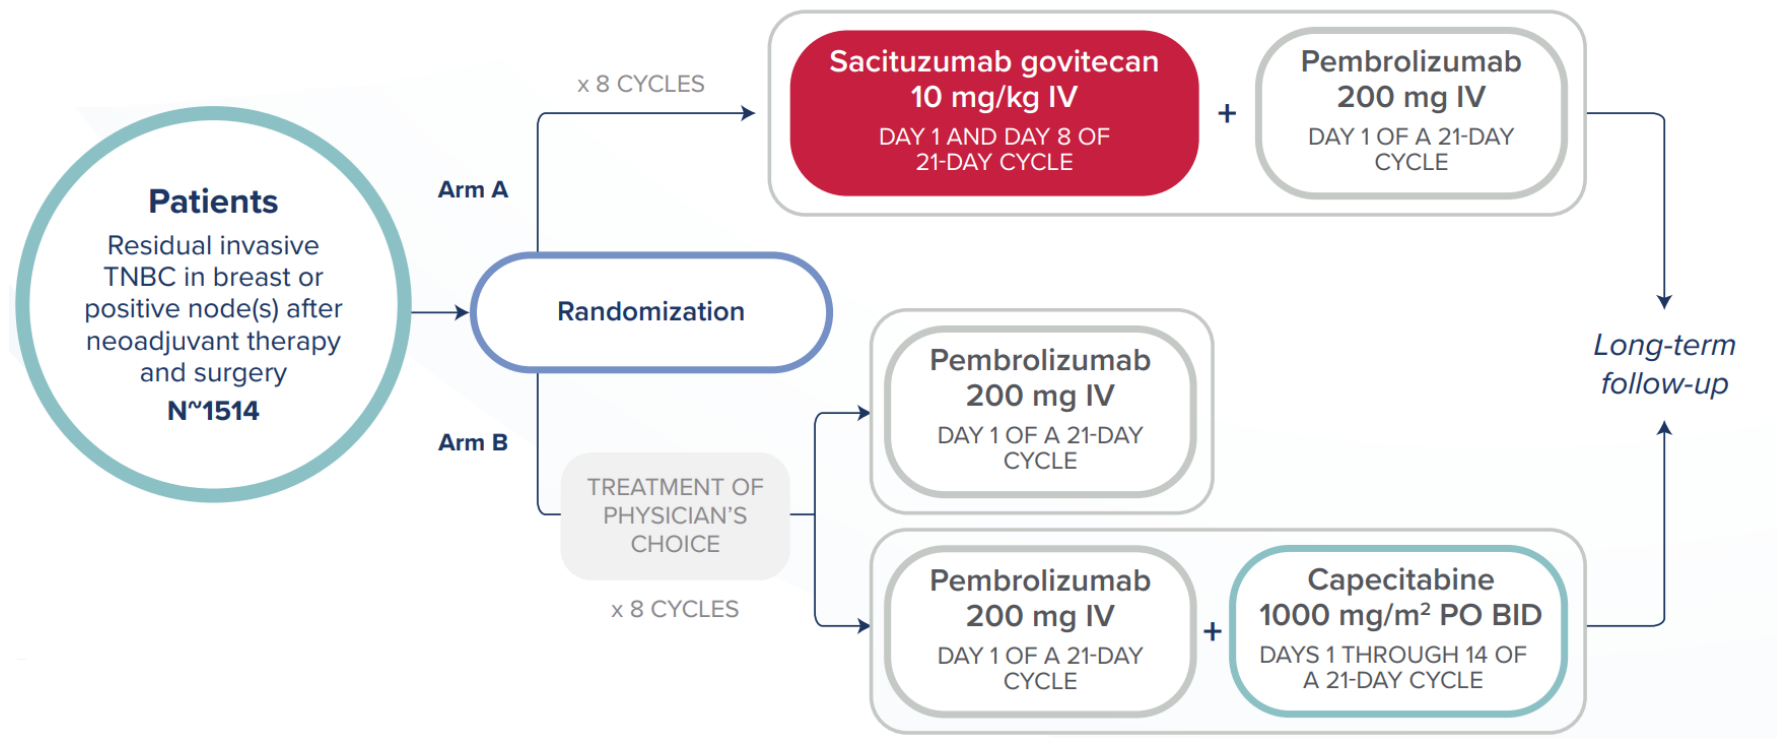 Patients
Residual invasive
TNBC in breast or
positive node(s) after
neoadjuvant therapy
and surgery
N~1514
Arm A
x 8 CYCLES
Randomization
Arm B
Sacituzumab govitecan
10 mg/kg IV
DAY 1 AND DAY 8 OF
21-DAY CYCLE
+
Pembrolizumab
200 mg IV
DAY 1 OF A 21-DAY
CYCLE
TREATMENT OF
PHYSICIAN'S
CHOICE
x 8 CYCLES
Pembrolizumab
200 mg IV
DAY 1 OF A 21-DAY
CYCLE
Pembrolizumab
200 mg IV
DAY 1 OF A 21-DAY
CYCLE
+
Capecitabine
1000 mg/m² PO BID
DAYS 1 THROUGH 14 OF
A 21-DAY CYCLE
Long-term
follow-up